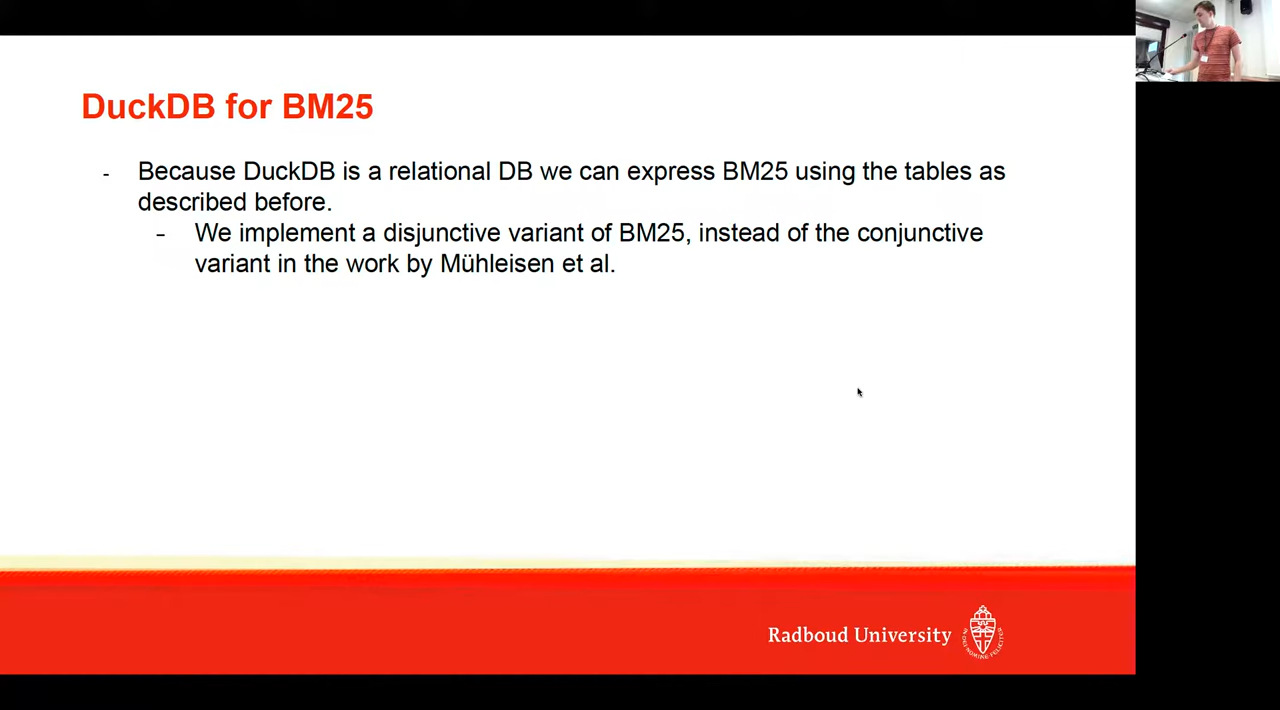 DuckDB for BM25
- Because DuckDB is a relational DB we can express BM25 using the tables as
described before.
- We implement a disjunctive variant of BM25, instead of the conjunctive
variant in the work by Mühleisen et al.
Radboud University